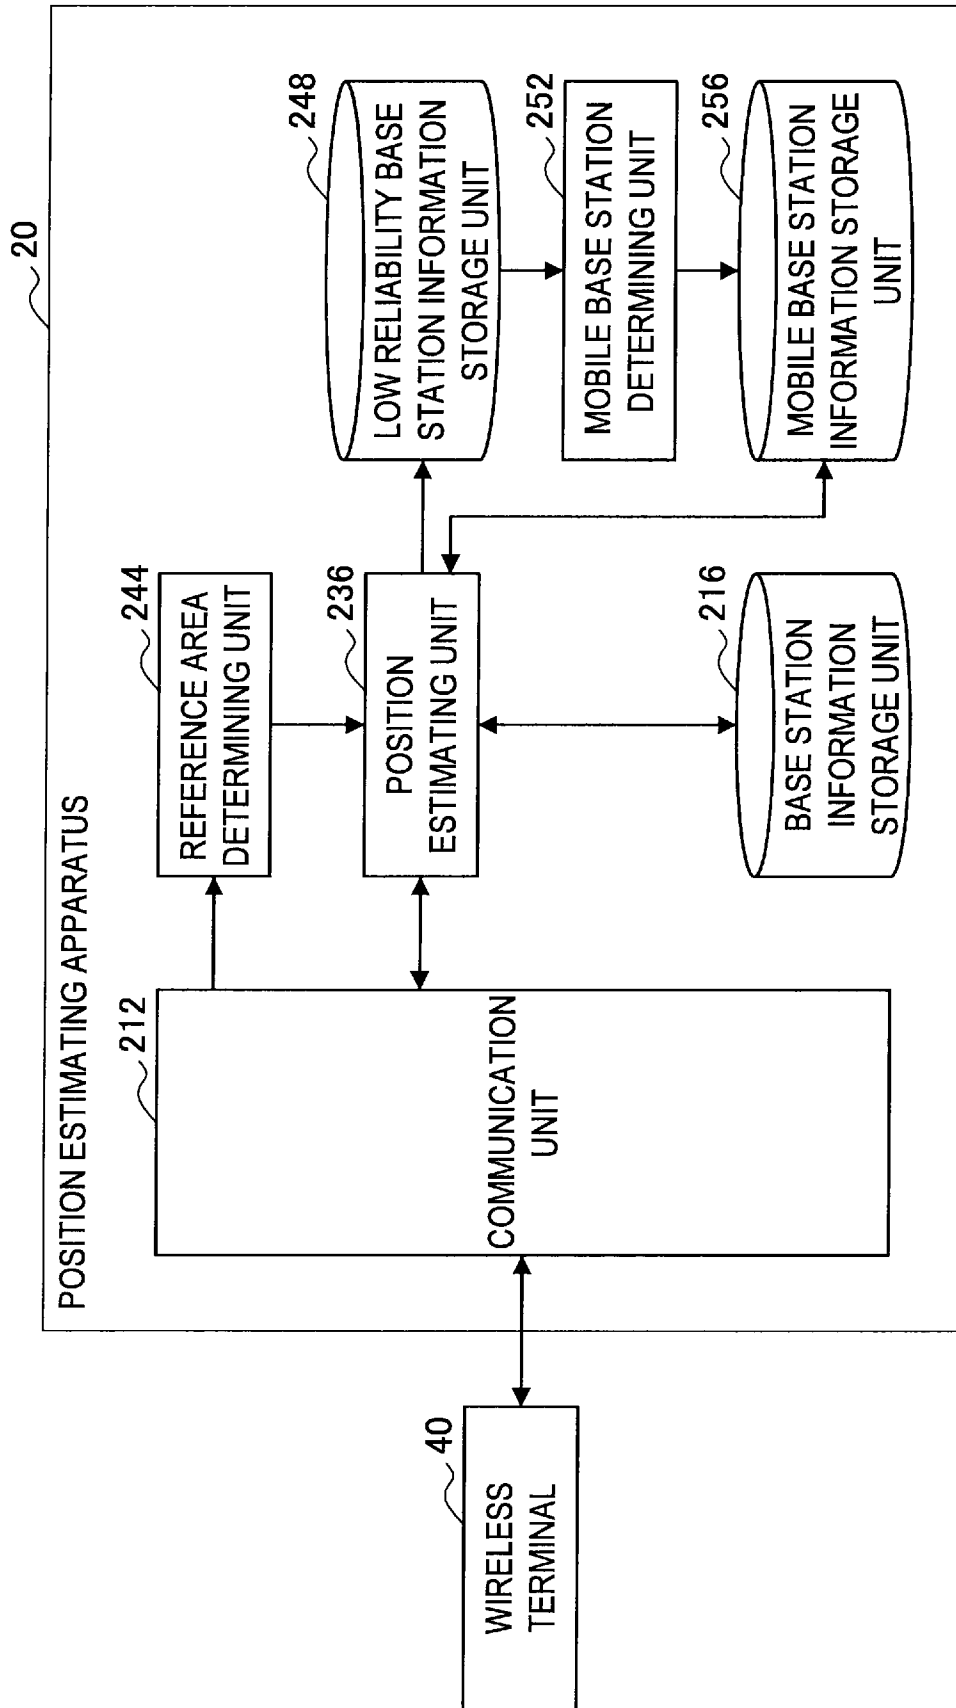 20
POSITION ESTIMATING APPARATUS
40
WIRELESS
TERMINAL
212
COMMUNICATION
UNIT
244
REFERENCE AREA
DETERMINING UNIT
236
POSITION
ESTIMATING UNIT
216
BASE STATION
INFORMATION
STORAGE UNIT
248
LOW RELIABILITY BASE
STATION INFORMATION
STORAGE UNIT
252
MOBILE BASE STATION
DETERMINING UNIT
256
MOBILE BASE STATION
INFORMATION STORAGE
UNIT